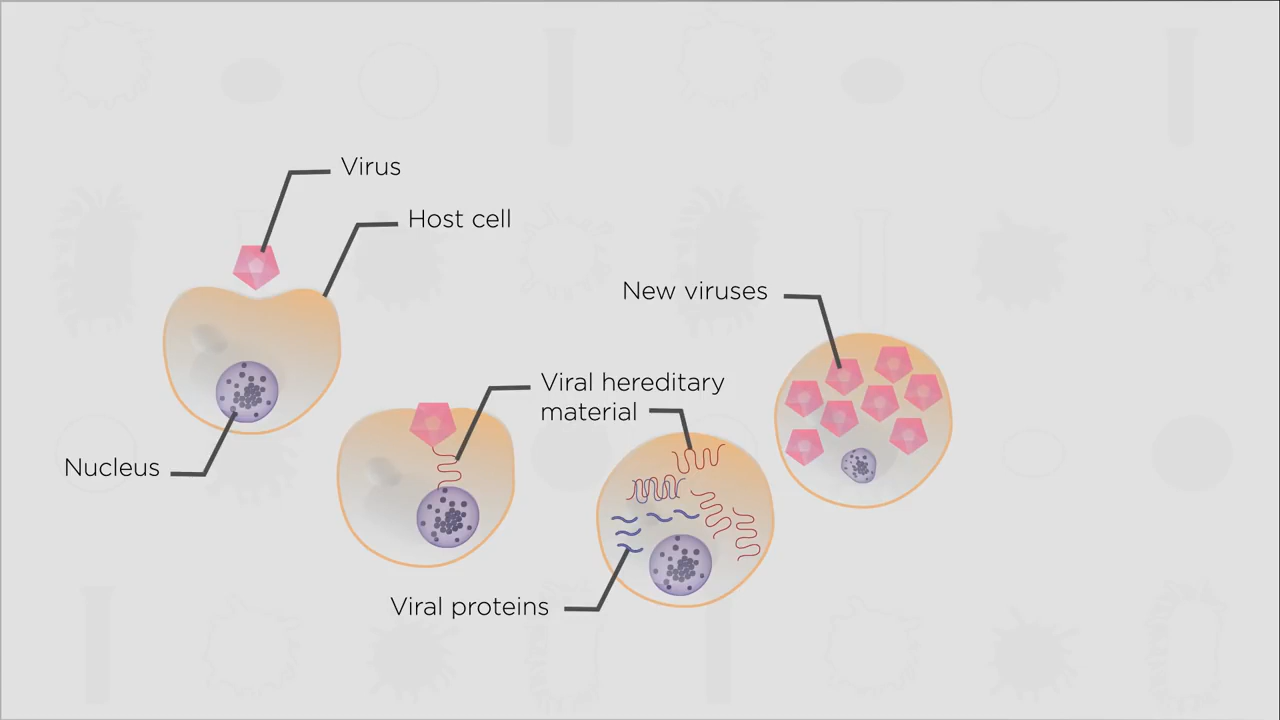 Virus
Host cell
New viruses
Viral hereditary
material
Nucleus
Viral proteins